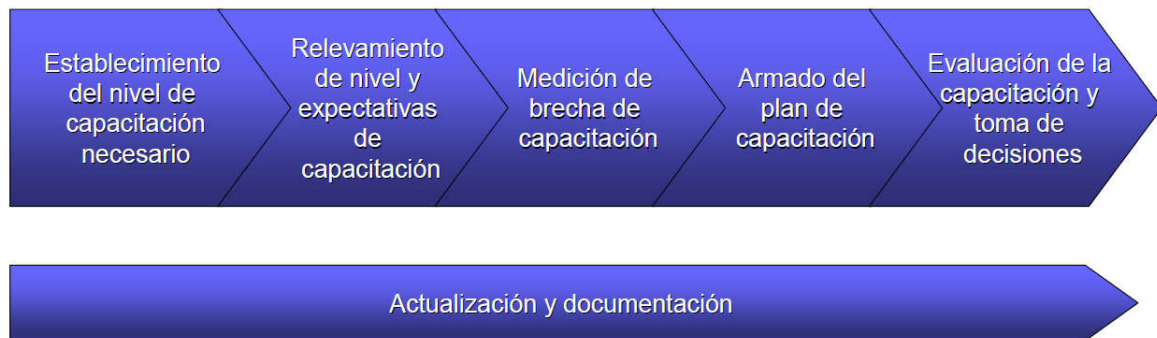 Establecimiento
del nivel de
capacitación
necesario
Relevamiento
de nivel y
expectativas
de
capacitación
Medición de
brecha de
capacitación
Armado del
plan de
capacitación
Evaluación de la
capacitación y
toma de
decisiones
Actualización y documentación